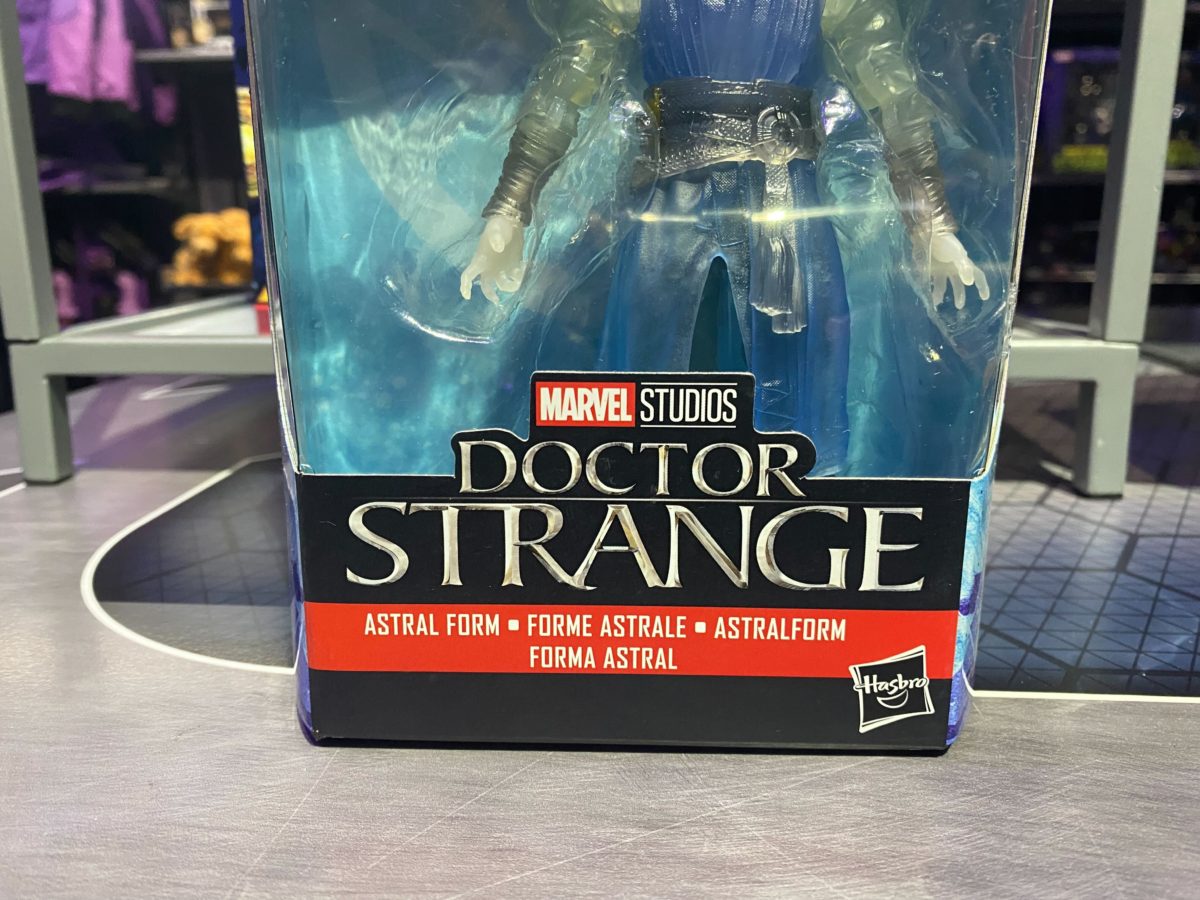 MARVEL STUDIOS
DOCTOR
STRANGE
ASTRAL FORM ▪ FORME ASTRALE ▪ ASTRALFORM
FORMA ASTRAL
Hasbro